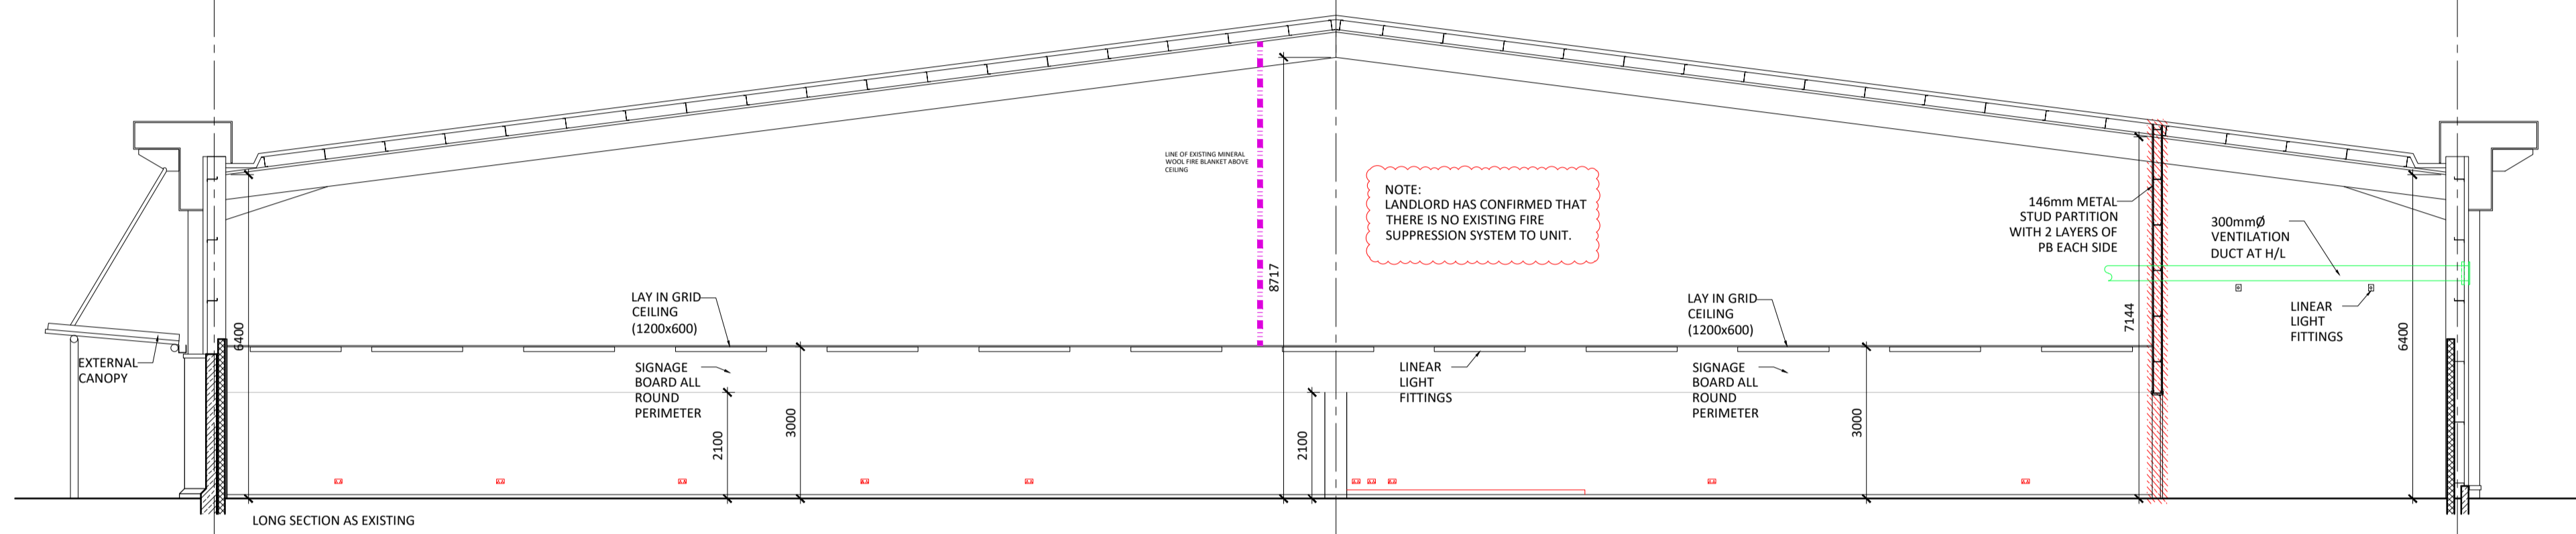 LINE OF EXISTING MINERAL
WOOL FIRE BLANKET ABOVE
CEILING
NOTE:
LANDLORD HAS CONFIRMED THAT
THERE IS NO EXISTING FIRE
SUPPRESSION SYSTEM TO UNIT.
146mm METAL
STUD PARTITION
WITH 2 LAYERS OF
PB EACH SIDE
300mmØ
VENTILATION
DUCT AT H/L
8717
LAY IN GRID
CEILING
(1200x600)
LAY IN GRID
CEILING
(1200x600)
7144
LINEAR
LIGHT
FITTINGS
6400
6400
EXTERNAL
CANOPY
SIGNAGE
BOARD ALL
ROUND
PERIMETER
LINEAR
LIGHT
FITTINGS
SIGNAGE
BOARD ALL
ROUND
PERIMETER
2100
3000
2100
3000
LONG SECTION AS EXISTING